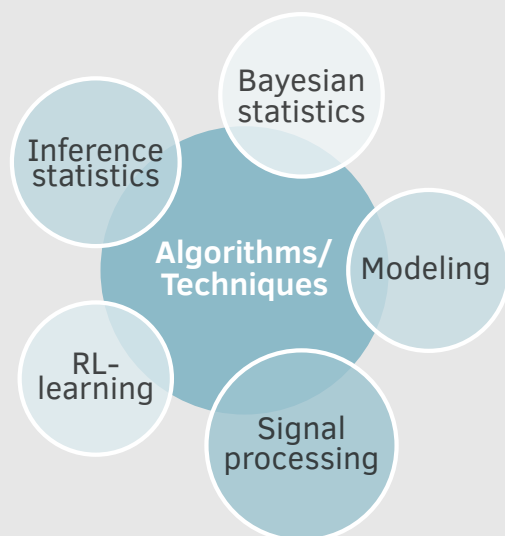 Bayesian
statistics
Inference
statistics
Algorithms/
Techniques
Modeling
RL-
learning
Signal
processing